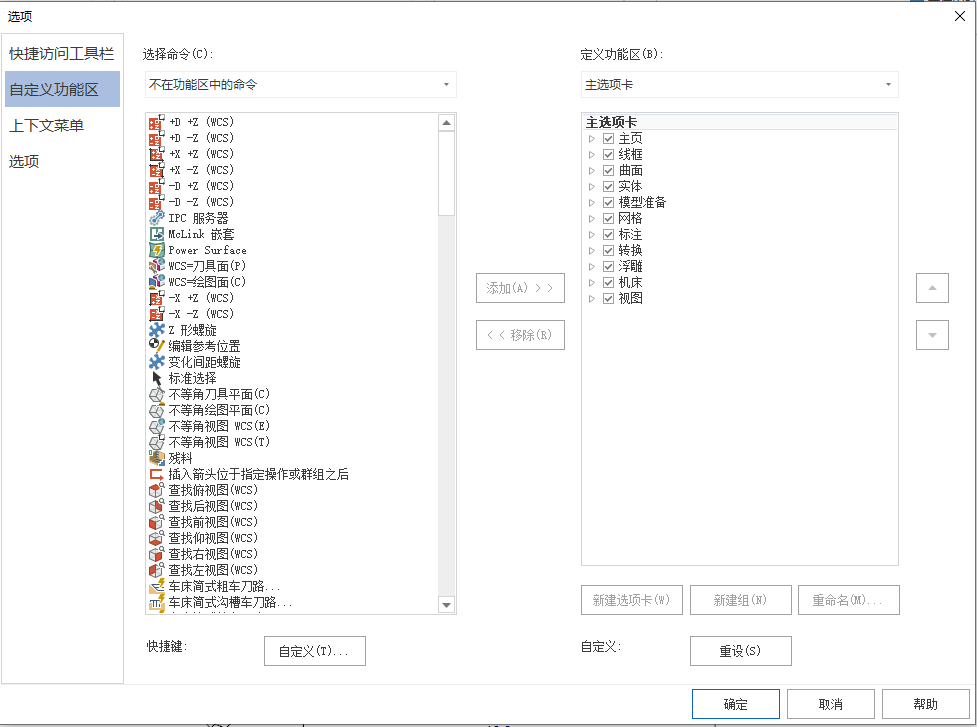 选项
快捷访问工具栏
自定义功能区
上下文菜单
选项
选择命令(C):
不在功能区中的命令
+D +Z (WCS)
+D -Z (WCS)
+X +Z (WCS)
+X -Z (WCS)
-D +Z (WCS)
-D -Z (WCS)
IPC 服务器
McLink 嵌套
Power Surface
WCS=刀具面(P)
WCS=绘图面(C)
-X +Z (WCS)
-X -Z (WCS)
Z 形螺旋
编辑参考位置
变化间距螺旋
标准选择
不等角刀具平面(C)
不等角绘图平面(C)
不等角视图 WCS(E)
不等角视图 WCS(T)
残料
插入箭头位于指定操作或群组之后
查找俯视图(WCS)
查找后视图(WCS)
查找前视图(WCS)
查找仰视图(WCS)
查找右视图(WCS)
查找左视图(WCS)
车床简式粗车刀路...
车床简式沟槽车刀路...
快捷键:
自定义(T)...
添加(A) > >
< < 移除(R)
定义功能区(B):
主选项卡
主选项卡
主页
线框
曲面
实体
模型准备
网格
标注
转换
浮雕
机床
视图
新建选项卡(W)
新建组(N)
重命名(M)...
自定义:
重设(S)
确定
取消
帮助